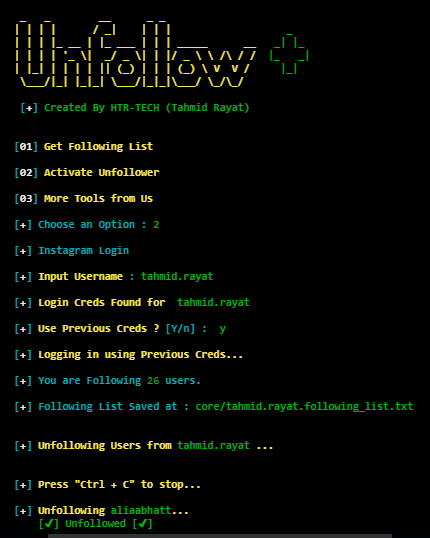 Unfollow +
[+] Created By HTR-TECH (Tahmid Rayat)
[01] Get Following List
[02] Activate Unfollower
[03] More Tools from Us
[+] Choose an Option : 2
[+] Instagram Login
[+] Input Username : tahmid.rayat
[+] Login Creds Found for  tahmid.rayat
[+] Use Previous Creds ? [Y/n] :  y
[+] Logging in using Previous Creds...
[+] You are Following 26 users.
[+] Following List Saved at : core/tahmid.rayat.following_list.txt
[+] Unfollowing Users from tahmid.rayat ...
[+] Press "Ctrl + C" to stop...
[+] Unfollowing aliaabhatt...
[✔] Unfollowed [✔]